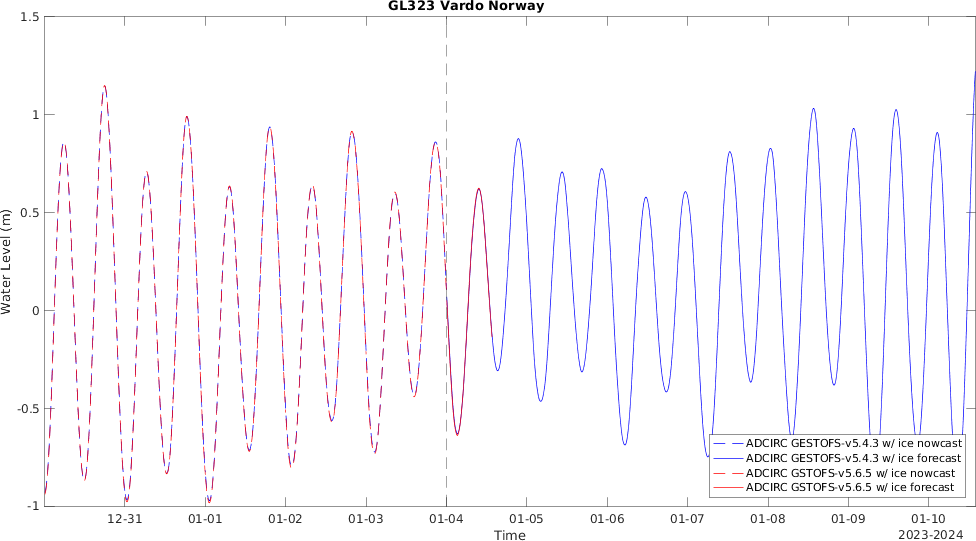 GL323 Vardo Norway
1.5
1
0.5
0
-0.5
-1
Water Level (m)
12-31
01-01
01-02
01-03
01-04
01-05
01-06
01-07
01-08
01-09
01-10
Time
2023-2024
ADCIRC GESTOFS-v5.4.3 w/ ice nowcast
ADCIRC GESTOFS-v5.4.3 w/ ice forecast
ADCIRC GSTOFS-v5.6.5 w/ ice nowcast
ADCIRC GSTOFS-v5.6.5 w/ ice forecast